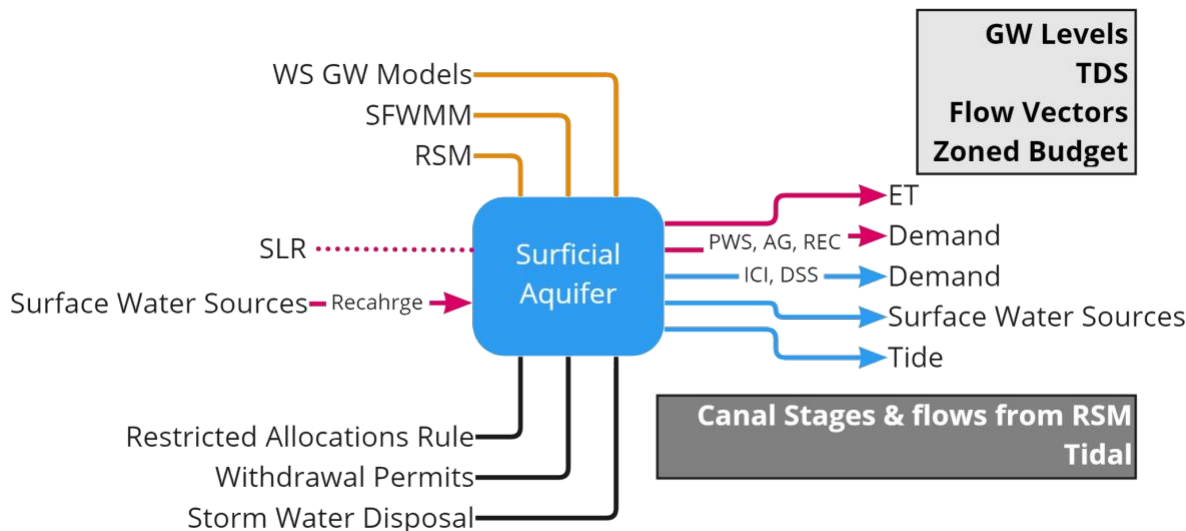 GW Levels
TDS
Flow Vectors
Zoned Budget
WS GW Models
SFWMM
RSM
SLR
Surface Water Sources
Recahrge
Surficial
Aquifer
ET
PWS, AG, REC
Demand
ICI, DSS
Demand
Surface Water Sources
Tide
Canal Stages & flows from RSM
Tidal
Restricted Allocations Rule
Withdrawal Permits
Storm Water Disposal